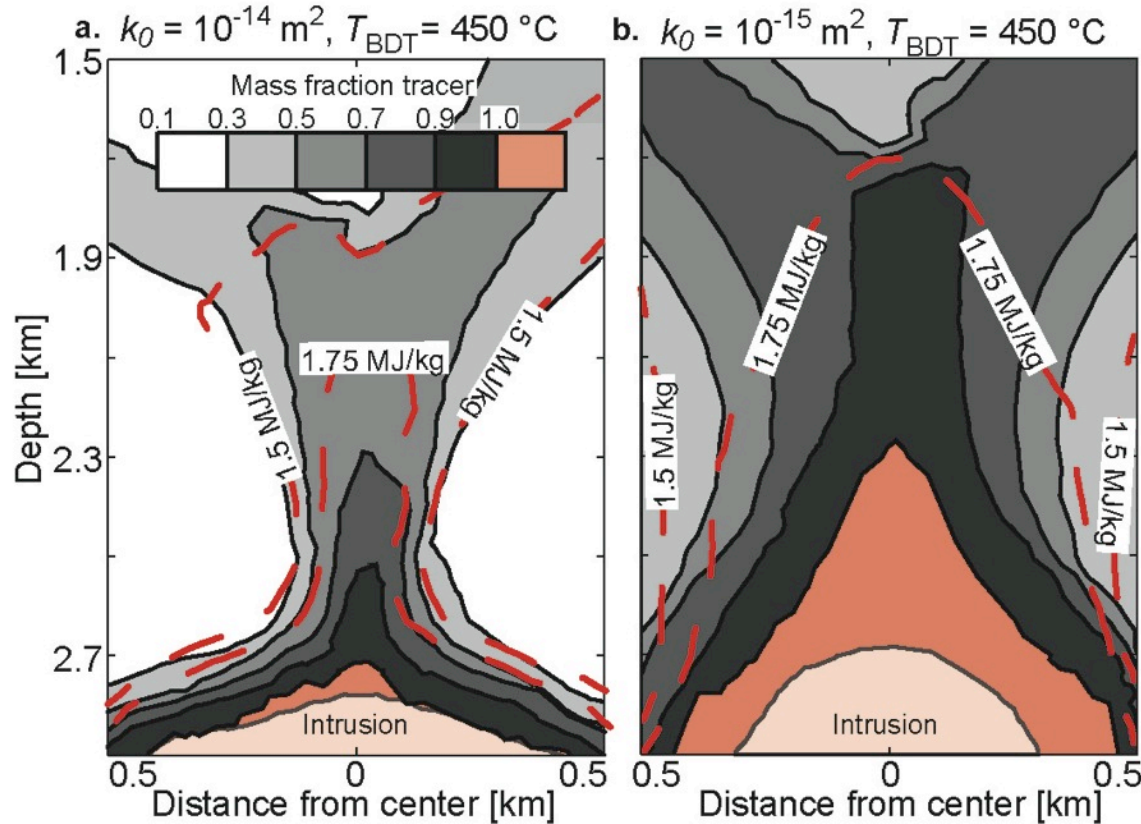 a. k₀ = 10⁻¹⁴ m², T_BDT = 450 °C
1.5
Mass fraction tracer
0.1 0.3 0.5 0.7 0.9 1.0
1.9
2.3
2.7
Depth [km]
1.75 MJ/kg
1.5 MJ/kg
1.5 MJ/kg
Intrusion
0.5 0 0.5
Distance from center [km]
b. k₀ = 10⁻¹⁵ m², T_BDT = 450 °C
1.75 MJ/kg
1.75 MJ/kg
1.5 MJ/kg
1.5 MJ/kg
Intrusion
0.5 0 0.5
Distance from center [km]